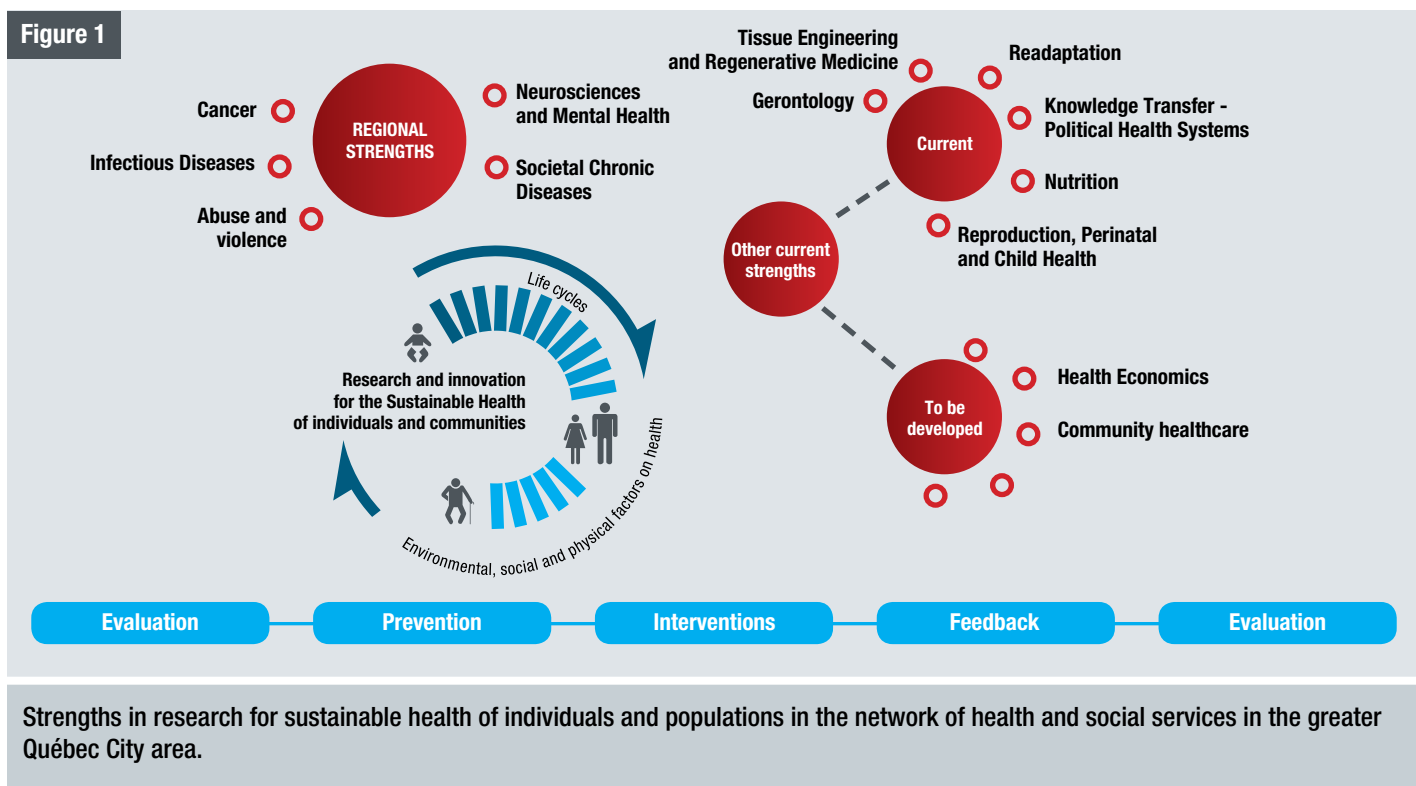 Figure 1
REGIONAL
STRENGTHS
Cancer
Infectious Diseases
Abuse and
violence
Neurosciences
and Mental Health
Societal Chronic
Diseases
Life cycles
Research and innovation
for the Sustainable Health
of individuals and communities
Environmental, social and physical factors on health
Other current
strengths
Current
Tissue Engineering
and Regenerative Medicine
Gerontology
Readaptation
Knowledge Transfer -
Political Health Systems
Nutrition
Reproduction, Perinatal
and Child Health
To be
developed
Health Economics
Community healthcare
Evaluation
Prevention
Interventions
Feedback
Evaluation
Strengths in research for sustainable health of individuals and populations in the network of health and social services in the greater
Québec City area.